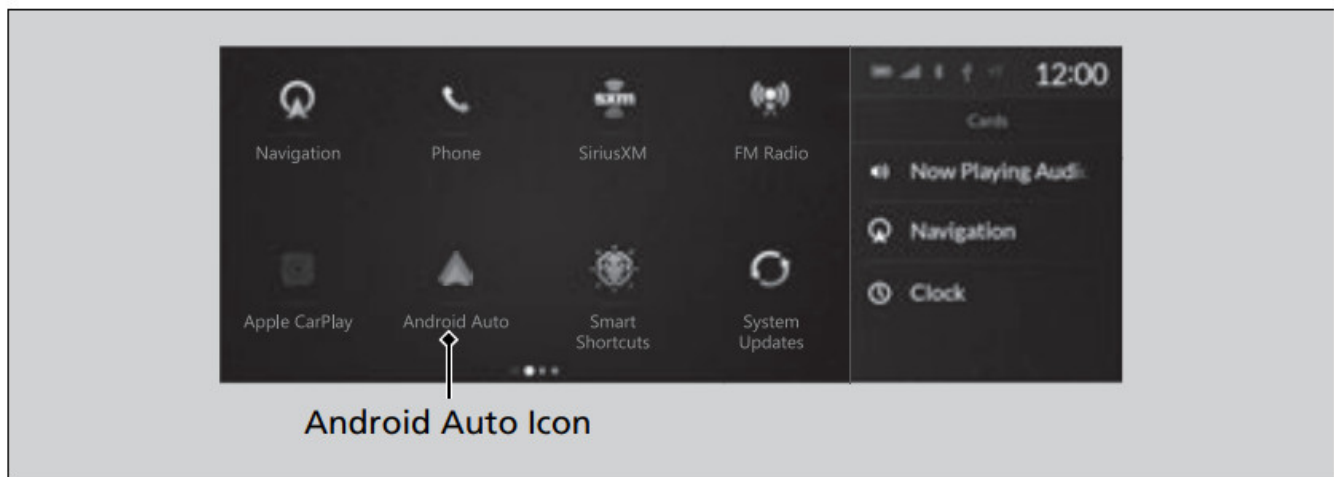 12:00
Cards
Navigation
Phone
sxm
SiriusXM
FM Radio
Now Playing Audi
Navigation
Clock
Apple CarPlay
Android Auto
Smart
Shortcuts
System
Updates
Android Auto Icon